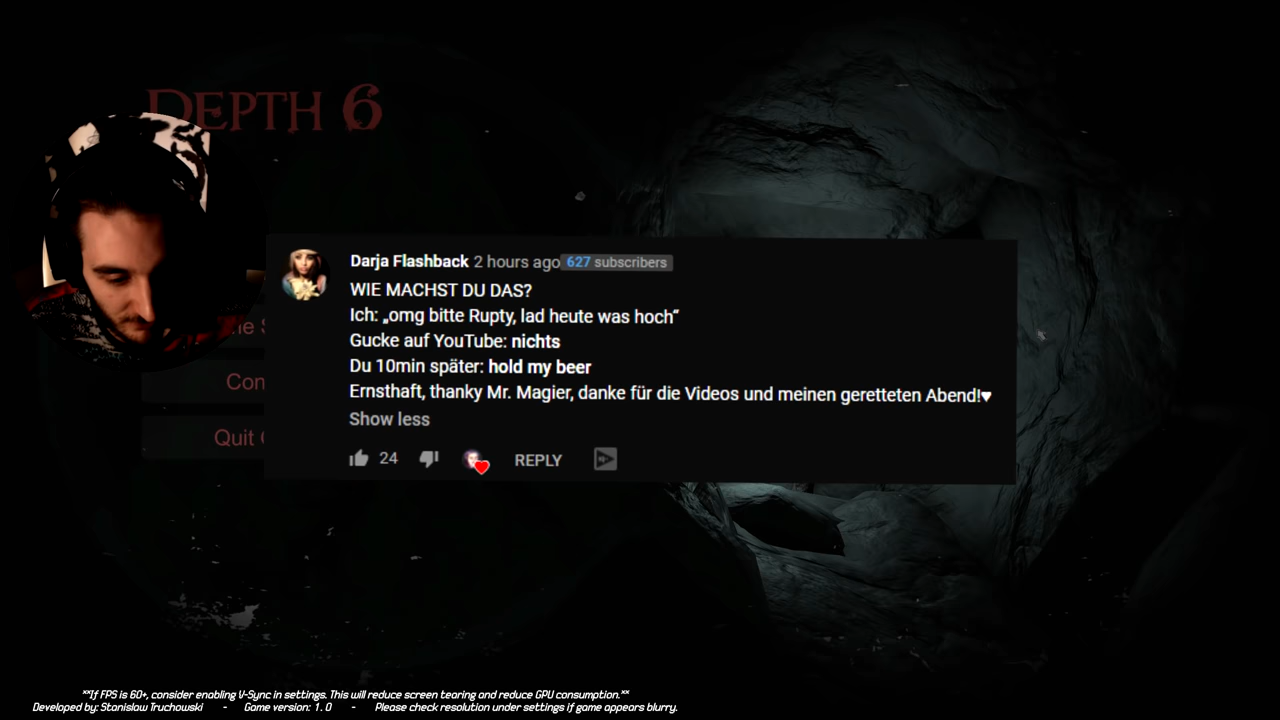 DEPTH 6
Darja Flashback 2 hours ago 627 subscribers
WIE MACHST DU DAS?
Ich: „omg bitte Rupty, lad heute was hoch“
Gucke auf YouTube: nichts
Du 10min später: hold my beer
Ernsthaft, thanky Mr. Magier, danke für die Videos und meinen geretteten Abend!♥
Show less
24 REPLY
Con
Quit
**If FPS is 60+, consider enabling V-Sync in settings. This will reduce screen tearing and reduce GPU consumption.**
Developed by: Stanislaw Truchowski - Game version: 1.0 - Please check resolution under settings if game appears blurry.